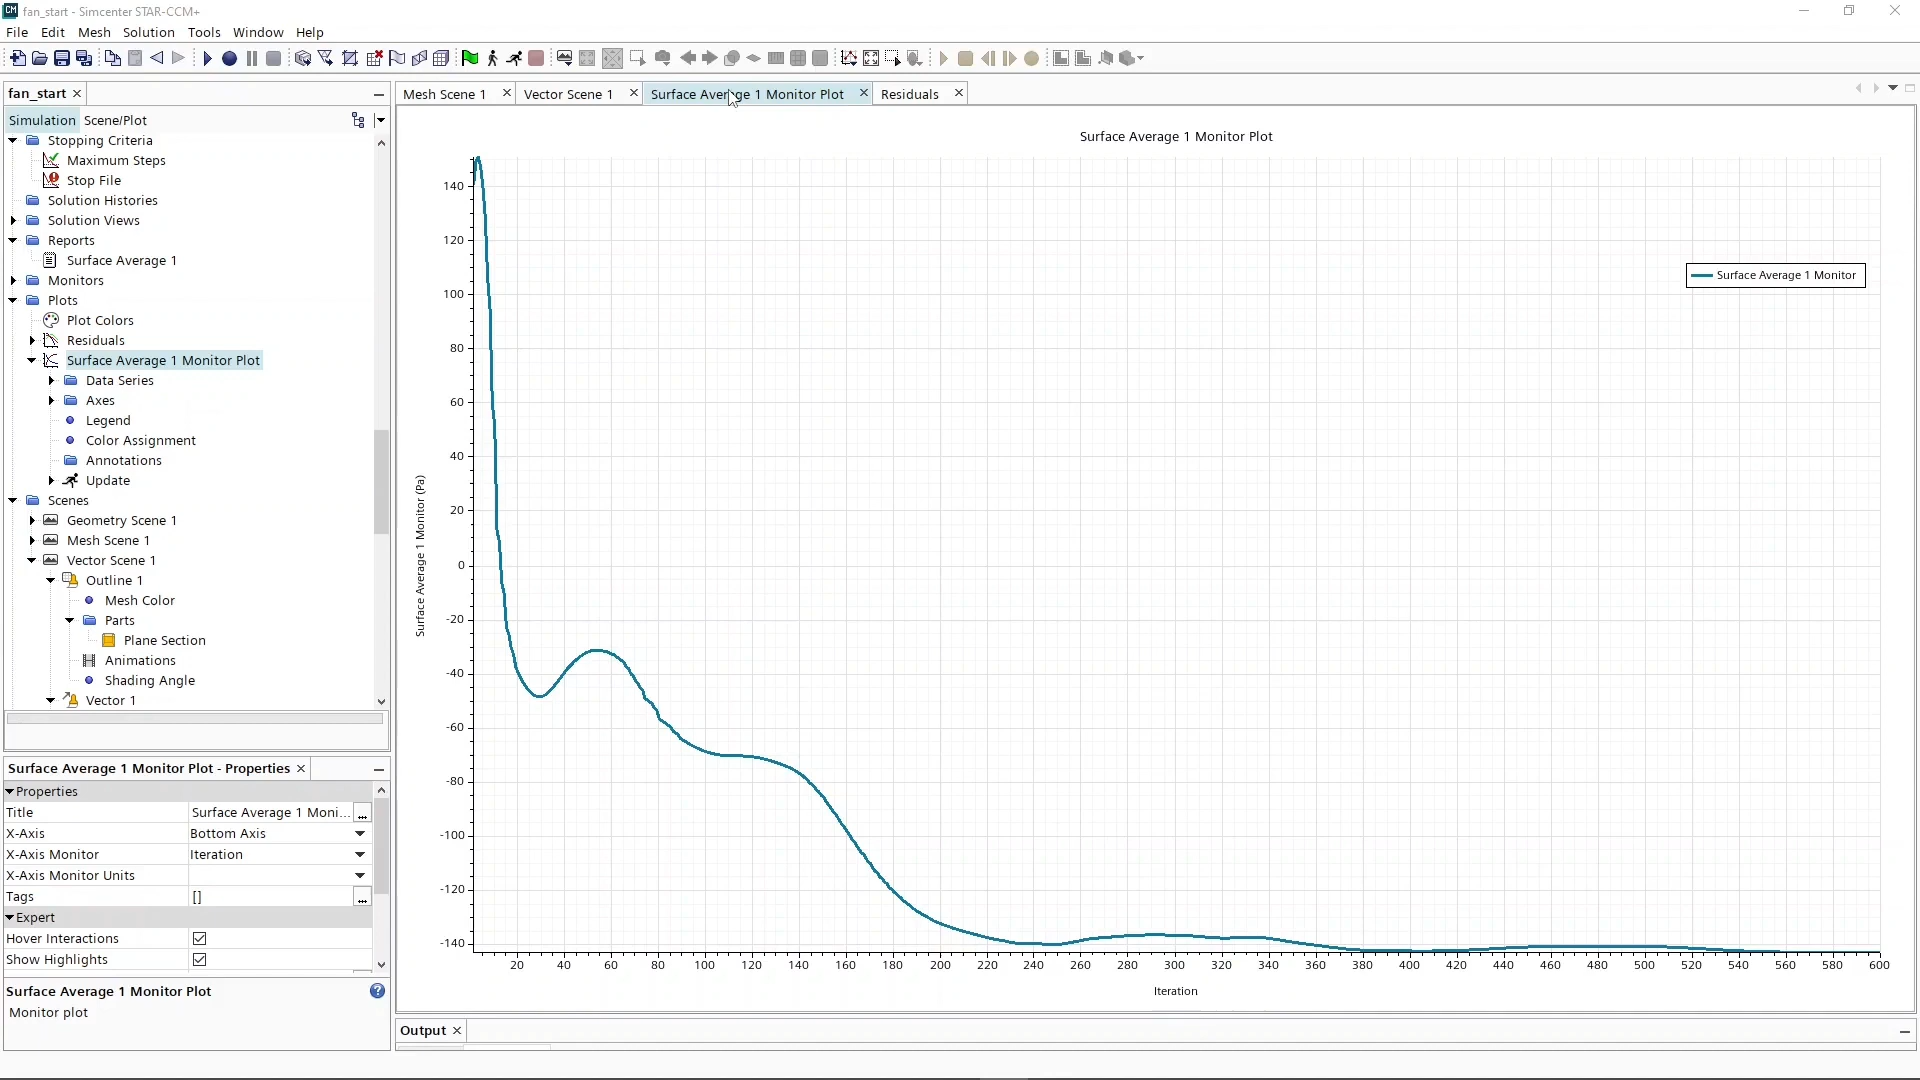 CM fan_start - Simcenter STAR-CCM+
File Edit Mesh Solution Tools Window Help
fan_start
Simulation Scene/Plot
Stopping Criteria
Maximum Steps
Stop File
Solution Histories
Solution Views
Reports
Surface Average 1
Monitors
Plots
Plot Colors
Residuals
Surface Average 1 Monitor Plot
Data Series
Axes
Legend
Color Assignment
Annotations
Update
Scenes
Geometry Scene 1
Mesh Scene 1
Vector Scene 1
Outline 1
Mesh Color
Parts
Plane Section
Animations
Shading Angle
Vector 1
Surface Average 1 Monitor Plot - Properties
Properties
Title Surface Average 1 Moni... ...
X-Axis Bottom Axis
X-Axis Monitor Iteration
X-Axis Monitor Units
Tags [] ...
Expert
Hover Interactions
Show Highlights
Surface Average 1 Monitor Plot
Monitor plot
Mesh Scene 1 Vector Scene 1 Surface Average 1 Monitor Plot Residuals
Surface Average 1 Monitor Plot
Surface Average 1 Monitor
Surface Average 1 Monitor (Pa)
140
120
100
80
60
40
20
0
-20
-40
-60
-80
-100
-120
-140
20 40 60 80 100 120 140 160 180 200 220 240 260 280 300 320 340 360 380 400 420 440 460 480 500 520 540 560 580 600
Iteration
Output